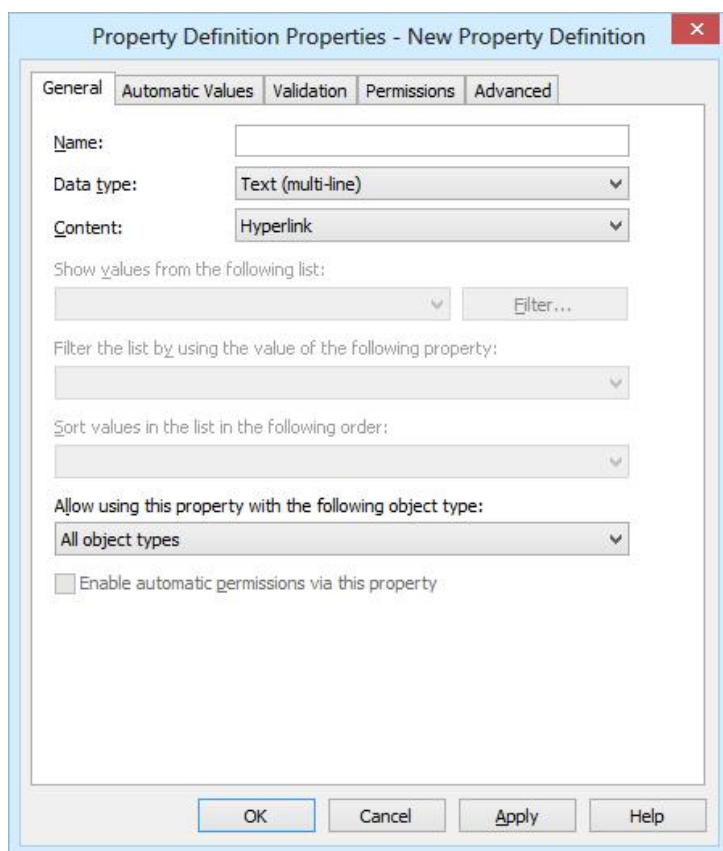 Property Definition Properties - New Property Definition
General Automatic Values Validation Permissions Advanced
Name:
Data type: Text (multi-line)
Content: Hyperlink
Show values from the following list:
Filter...
Filter the list by using the value of the following property:
Sort values in the list in the following order:
Allow using this property with the following object type:
All object types
Enable automatic permissions via this property
OK Cancel Apply Help